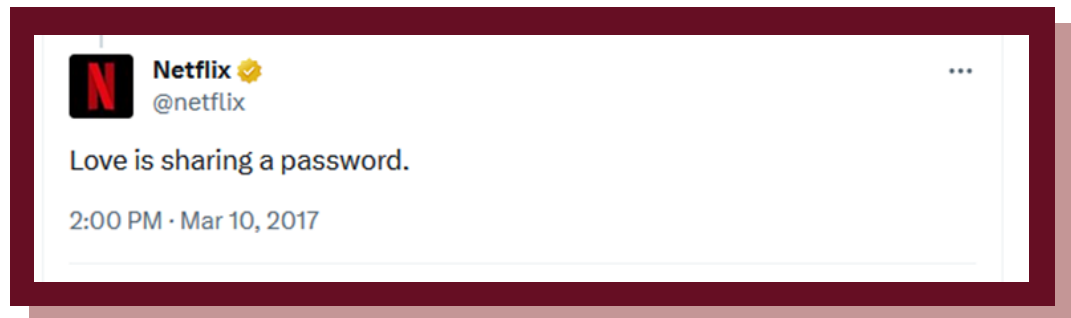 Netflix
@netflix
Love is sharing a password.
2:00 PM · Mar 10, 2017